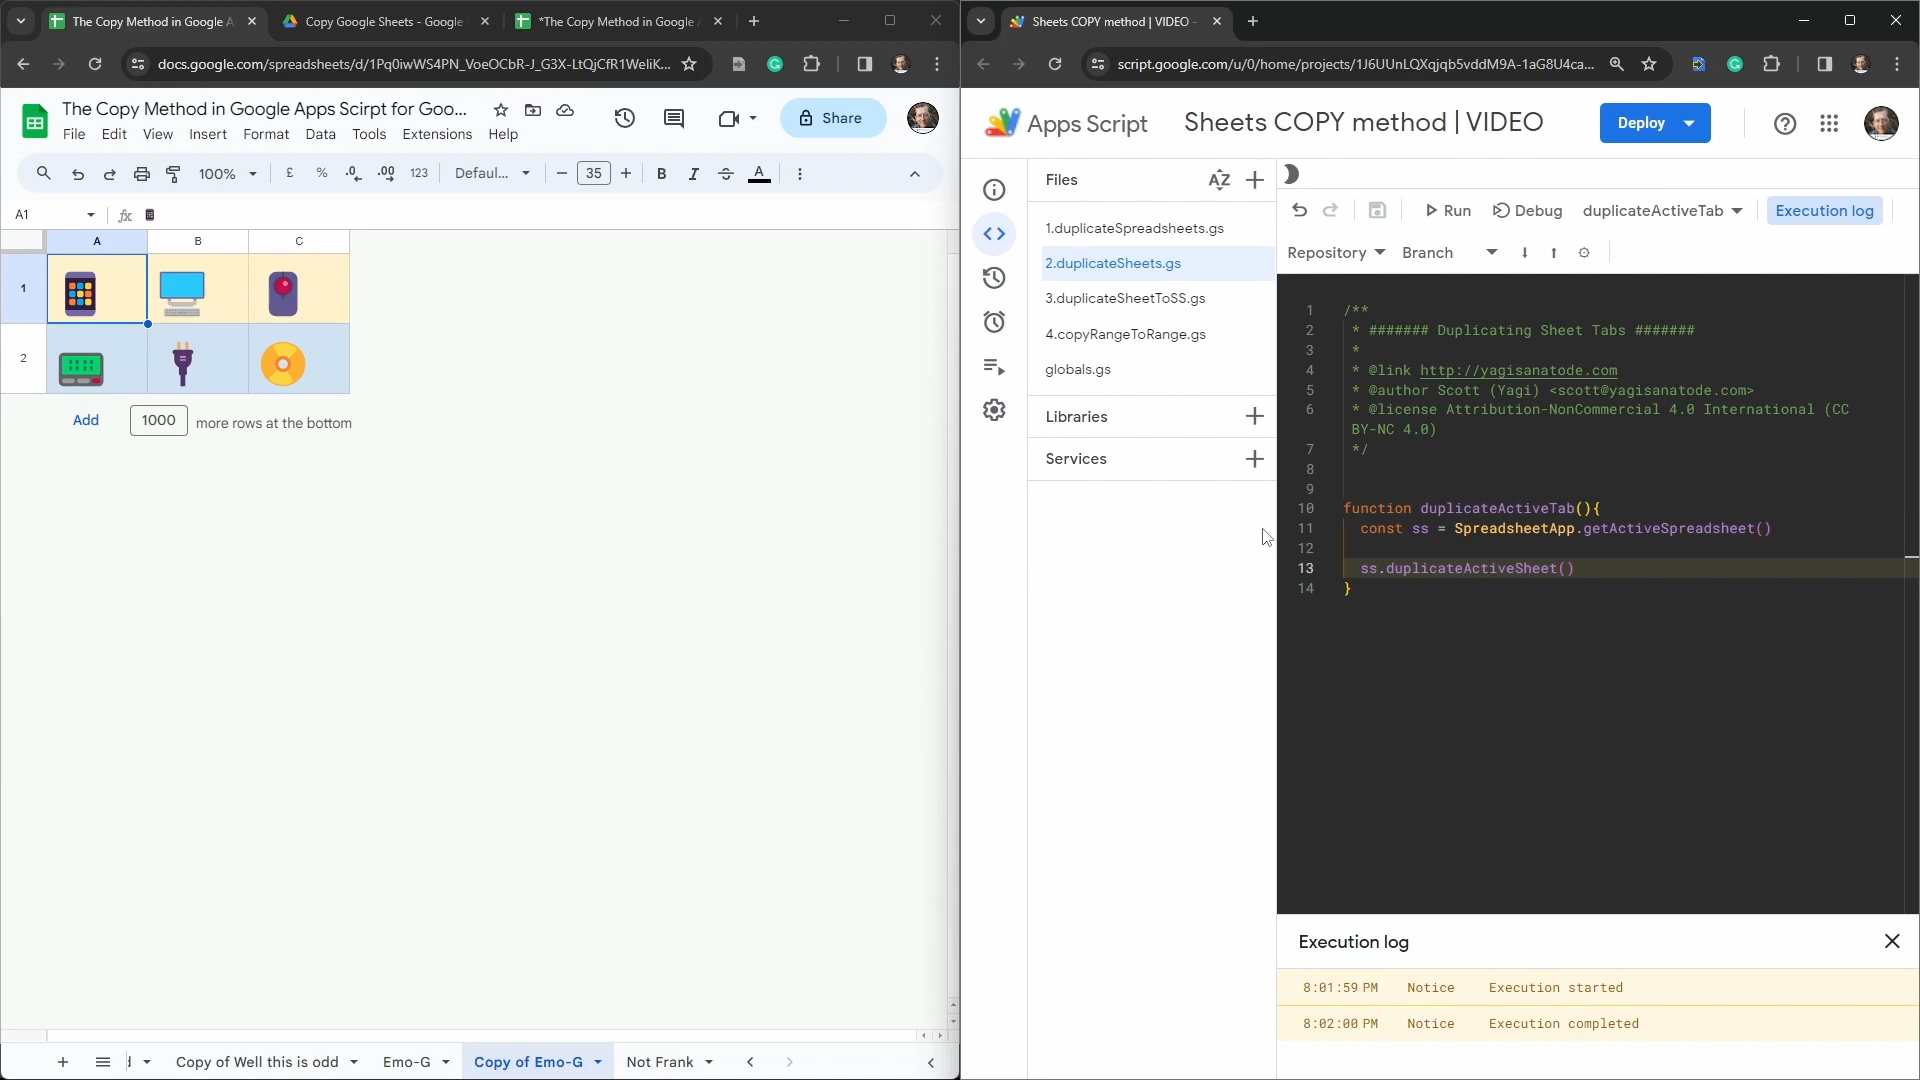 The Copy Method in Google A
Copy Google Sheets - Google
*The Copy Method in Google A
docs.google.com/spreadsheets/d/1Pq0iwWS4PN_VoeOCbR-J_G3X-LtQjCfR1WeliK...
The Copy Method in Google Apps Scirpt for Goo...
File Edit View Insert Format Data Tools Extensions Help
Share
100% £ % .0 .00 123 Defaul... 35 B I S A
A1 fx
A B C
1
2
Add 1000 more rows at the bottom
Copy of Well this is odd Emo-G Copy of Emo-G Not Frank
Sheets COPY method | VIDEO -
script.google.com/u/0/home/projects/1J6UUnLQXqjqb5vddM9A-1aG8U4ca...
Apps Script Sheets COPY method | VIDEO Deploy
Files AZ
1.duplicateSpreadsheets.gs
2.duplicateSheets.gs
3.duplicateSheetToSS.gs
4.copyRangeToRange.gs
globals.gs
Libraries
Services
Run Debug duplicateActiveTab Execution log
Repository Branch
1 /**
2 * ####### Duplicating Sheet Tabs #######
3 *
4 * @link http://yagisanatode.com
5 * @author Scott (Yagi) <scott@yagisanatode.com>
6 * @license Attribution-NonCommercial 4.0 International (CC
BY-NC 4.0)
7 */
8
9
10 function duplicateActiveTab(){
11 const ss = SpreadsheetApp.getActiveSpreadsheet()
12
13 ss.duplicateActiveSheet()
14 }
Execution log
8:01:59 PM Notice Execution started
8:02:00 PM Notice Execution completed